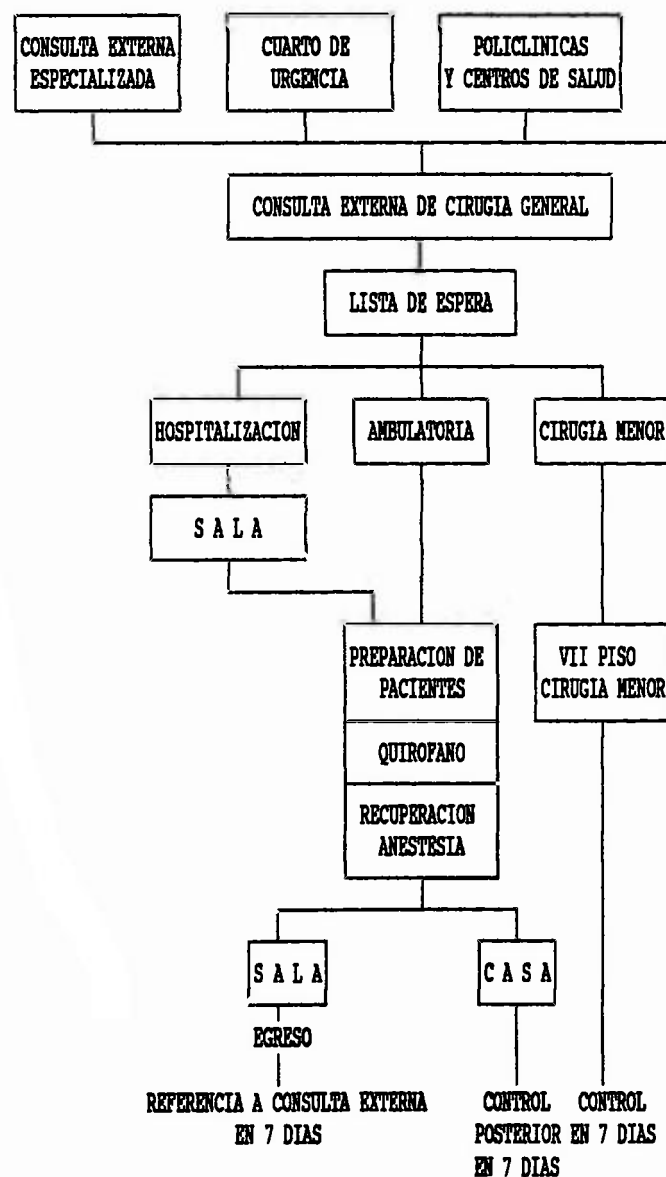 CONSULTA EXTERNA
ESPECIALIZADA
CUARTO DE
URGENCIA
POLICLINICAS
Y CENTROS DE SALUD
CONSULTA EXTERNA DE CIRUGIA GENERAL
LISTA DE ESPERA
HOSPITALIZACION
AMBULATORIA
CIRUGIA MENOR
S A L A
PREPARACION DE
PACIENTES
VII PISO
CIRUGIA MENOR
QUIROFANO
RECUPERACION
ANESTESIA
S A L A
C A S A
EGRESO
REFERENCIA A CONSULTA EXTERNA
EN 7 DIAS
CONTROL
POSTERIOR
EN 7 DIAS
CONTROL
EN 7 DIAS